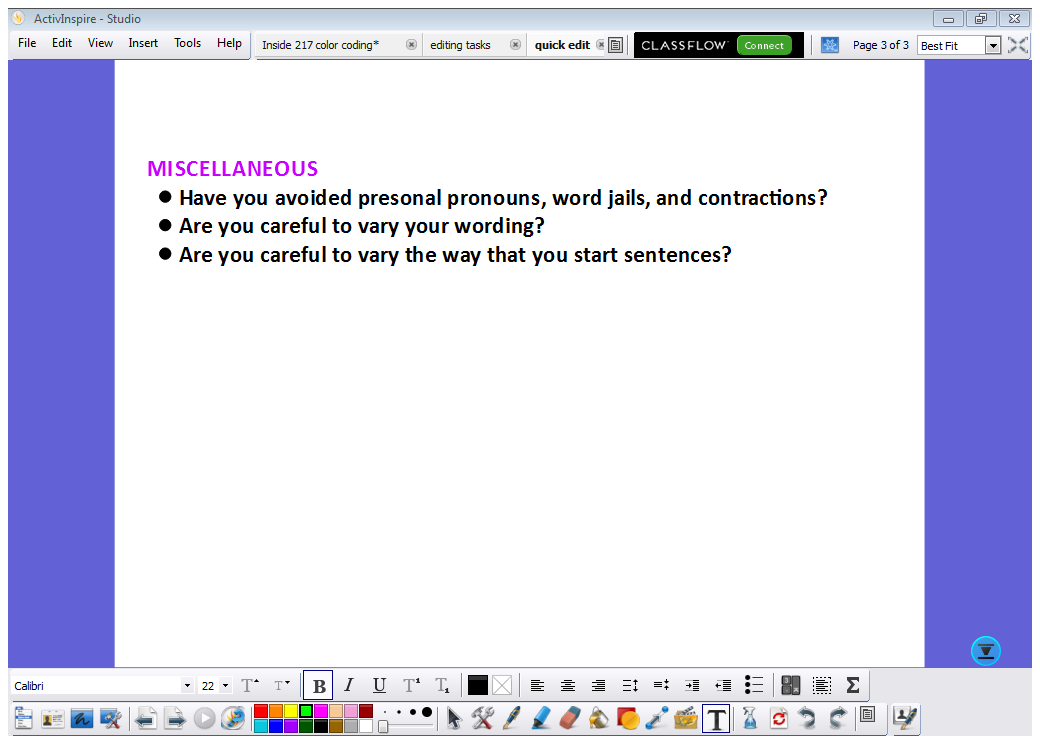 ActivInspire - Studio
File Edit View Insert Tools Help
Inside 217 color coding* editing tasks quick edit CLASSFLOW Connect Page 3 of 3 Best Fit
MISCELLANEOUS
● Have you avoided presonal pronouns, word jails, and contractions?
● Are you careful to vary your wording?
● Are you careful to vary the way that you start sentences?
Calibri 22 T T B I U T¹ T₁ Σ
T